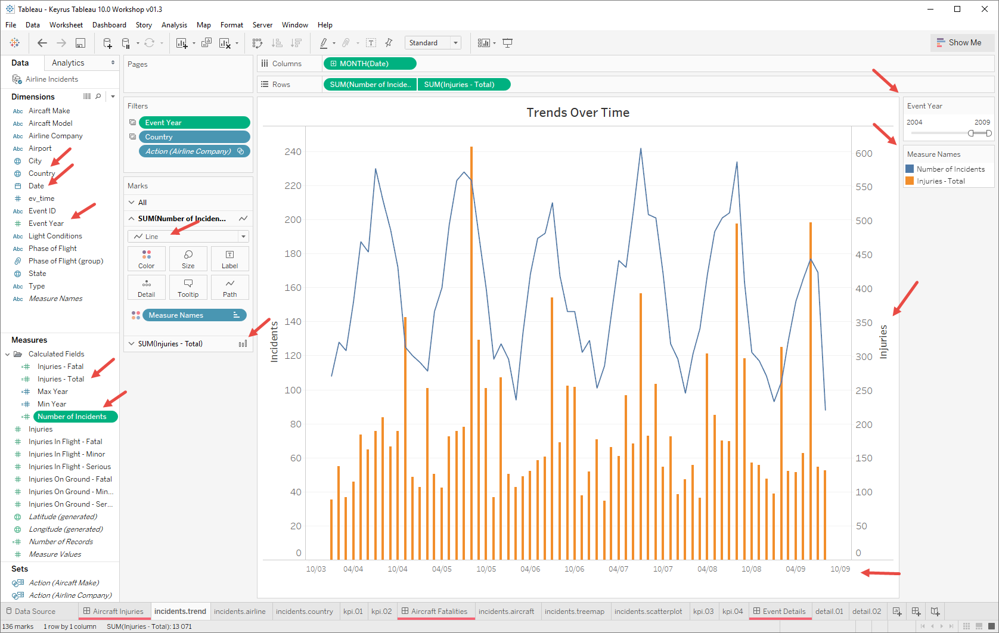 Tableau - Keyrus Tableau 10.0 Workshop v01.3
File Data Worksheet Dashboard Story Analysis Map Format Server Window Help
Standard
Show Me
Data Analytics
Airline Incidents
Dimensions
Abc Aircaft Make
Abc Aircaft Model
Abc Airline Company
Abc Airport
City
Country
Date
ev_time
Abc Event ID
Event Year
Abc Light Conditions
Abc Phase of Flight
Phase of Flight (group)
State
Abc Type
Abc Measure Names
Measures
Calculated Fields
Injuries - Fatal
Injuries - Total
Max Year
Min Year
Number of Incidents
Injuries
Injuries In Flight - Fatal
Injuries In Flight - Minor
Injuries In Flight - Serious
Injuries On Ground - Fatal
Injuries On Ground - Min...
Injuries On Ground - Ser...
Latitude (generated)
Longitude (generated)
Number of Records
Measure Values
Sets
Action (Aircaft Make)
Action (Airline Company)
Pages
Filters
Event Year
Country
Action (Airline Company)
Marks
All
SUM(Number of Inciden...
Line
Color Size Label
Detail Tooltip Path
Measure Names
SUM(Injuries - Total)
Columns MONTH(Date)
Rows SUM(Number of Incide.. SUM(Injuries - Total)
Trends Over Time
240
220
200
180
160
140
120
100
80
60
40
20
0
Incidents
600
550
500
450
400
350
300
250
200
150
100
50
0
Injuries
10/03 04/04 10/04 04/05 10/05 04/06 10/06 04/07 10/07 04/08 10/08 04/09 10/09
Event Year
2004 2009
Measure Names
Number of Incidents
Injuries - Total
Data Source Aircraft Injuries incidents.trend incidents.airline incidents.country kpi.01 kpi.02 Aircraft Fatalities incidents.aircraft incidents.treemap incidents.scatterplot kpi.03 kpi.04 Event Details detail.01 detail.02
136 marks 1 row by 1 column SUM(Injuries - Total): 13 071